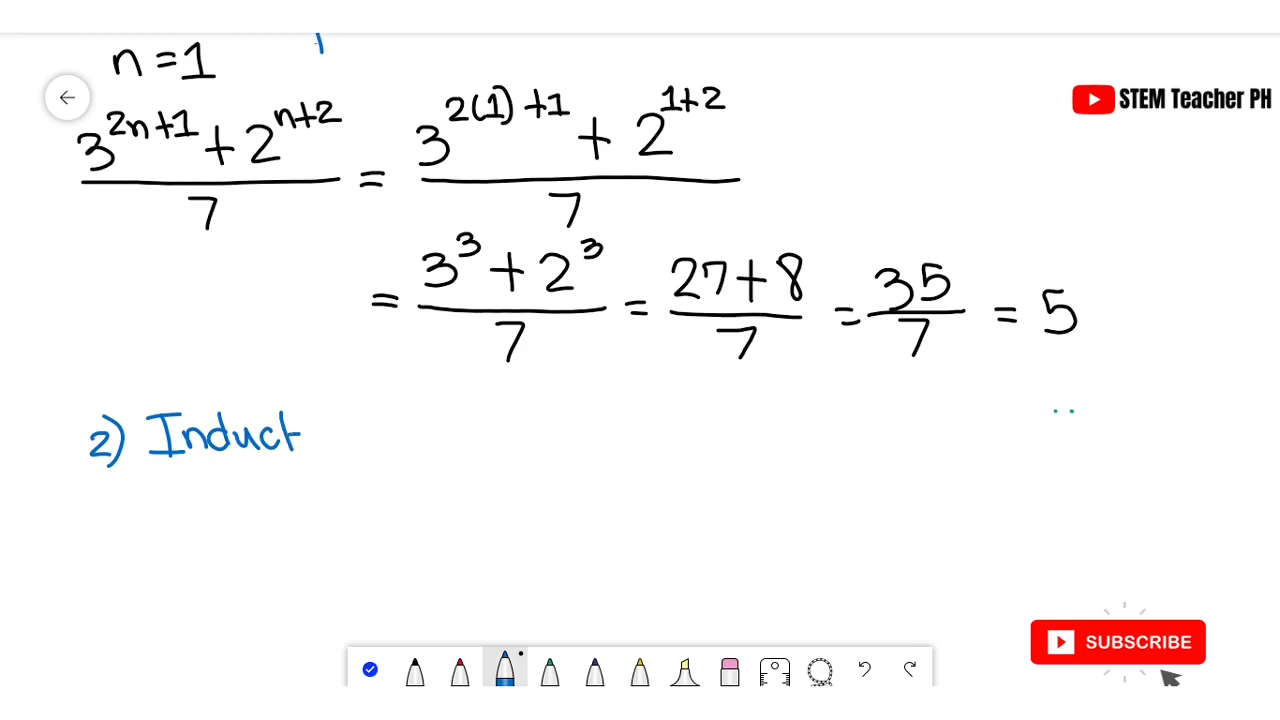 n = 1
STEM Teacher PH
(3^(2n+1) + 2^(n+2))/7 = (3^(2(1)+1) + 2^(1+2))/7
= (3^3 + 2^3)/7 = (27+8)/7 = 35/7 = 5
2) Induct
SUBSCRIBE